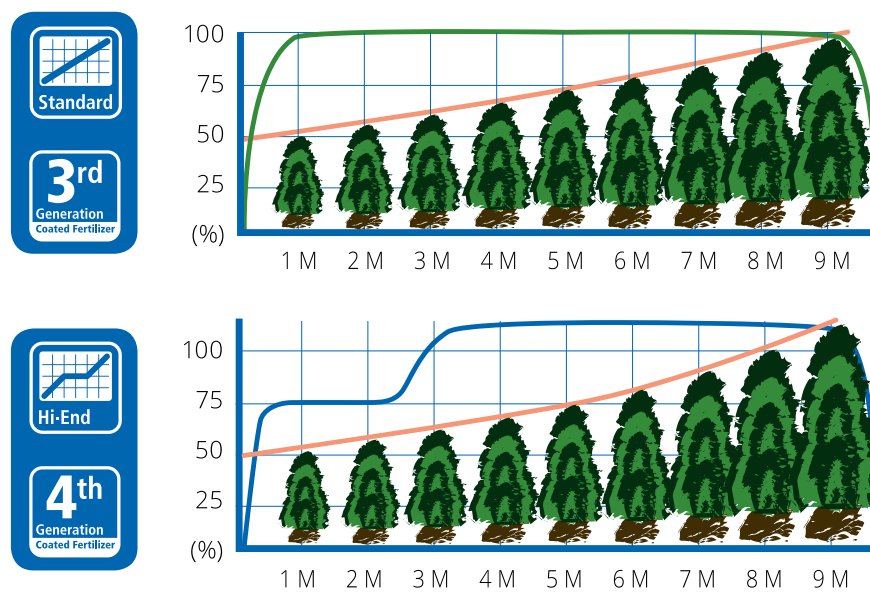 Standard
3rd
Generation
Coated Fertilizer
100
75
50
25
(%)
1 M 2 M 3 M 4 M 5 M 6 M 7 M 8 M 9 M
Hi·End
4th
Generation
Coated Fertilizer
100
75
50
25
(%)
1 M 2 M 3 M 4 M 5 M 6 M 7 M 8 M 9 M